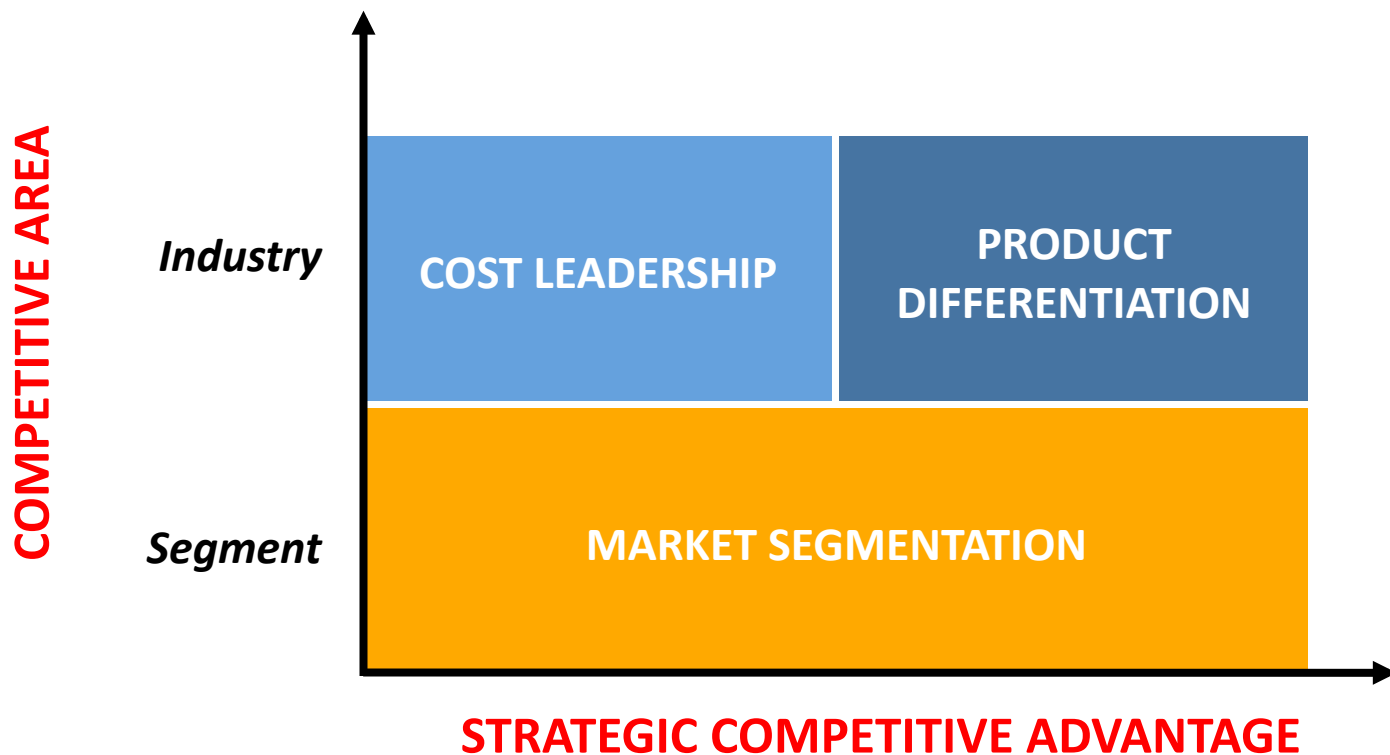 COMPETITIVE AREA
Industry
COST LEADERSHIP
PRODUCT
DIFFERENTIATION
Segment
MARKET SEGMENTATION
STRATEGIC COMPETITIVE ADVANTAGE